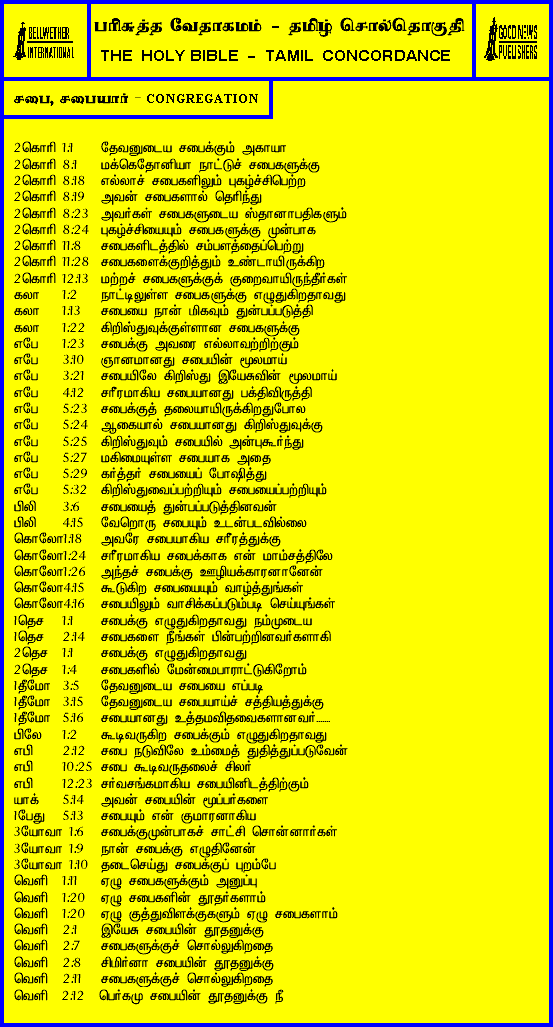 BELLWETHER
INTERNATIONAL
பரிசுத்த வேதாகமம் - தமிழ் சொல்தொகுதி
THE HOLY BIBLE - TAMIL CONCORDANCE
GOOD NEWS
PUBLISHERS
சபை, சபையார் - CONGREGATION
2கொரி 1:1 தேவனுடைய சபைக்கும் அகாயா
2கொரி 8:1 மக்கெதோனியா நாட்டுச் சபைகளுக்கு
2கொரி 8:18 எல்லாச் சபைகளிலும் புகழ்ச்சிபெற்ற
2கொரி 8:19 அவன் சபைகளால் தெரிந்து
2கொரி 8:23 அவர்கள் சபைகளுடைய ஸ்தானாபதிகளும்
2கொரி 8:24 புகழ்ச்சியையும் சபைகளுக்கு முன்பாக
2கொரி 11:8 சபைகளிடத்தில் சம்பளத்தைப்பெற்று
2கொரி 11:28 சபைகளைக்குறித்தும் உண்டாயிருக்கிற
2கொரி 12:13 மற்றச் சபைகளுக்குக் குறைவாயிருந்தீர்கள்
கலா 1:2 நாட்டிலுள்ள சபைகளுக்கு எழுதுகிறதாவது
கலா 1:13 சபையை நான் மிகவும் துன்பப்படுத்தி
கலா 1:22 கிறிஸ்துவுக்குள்ளான சபைகளுக்கு
எபே 1:23 சபைக்கு அவரை எல்லாவற்றிற்கும்
எபே 3:10 ஞானமானது சபையின் மூலமாய்
எபே 3:21 சபையிலே கிறிஸ்து இயேசுவின் மூலமாய்
எபே 4:12 சரீரமாகிய சபையானது பக்திவிருத்தி
எபே 5:23 சபைக்குத் தலையாயிருக்கிறதுபோல
எபே 5:24 ஆகையால் சபையானது கிறிஸ்துவுக்கு
எபே 5:25 கிறிஸ்துவும் சபையில் அன்புகூர்ந்து
எபே 5:27 மகிமையுள்ள சபையாக அதை
எபே 5:29 கர்த்தர் சபையைப் போஷித்து
எபே 5:32 கிறிஸ்துவைப்பற்றியும் சபையைப்பற்றியும்
பிலி 3:6 சபையைத் துன்பப்படுத்தினவன்
பிலி 4:15 வேறொரு சபையும் உடன்படவில்லை
கொலோ1:18 அவரே சபையாகிய சரீரத்துக்கு
கொலோ1:24 சரீரமாகிய சபைக்காக என் மாம்சத்திலே
கொலோ1:26 அந்தச் சபைக்கு ஊழியக்காரனானேன்
கொலோ4:15 கூடுகிற சபையையும் வாழ்த்துங்கள்
கொலோ4:16 சபையிலும் வாசிக்கப்படும்படி செய்யுங்கள்
1தெச 1:1 சபைக்கு எழுதுகிறதாவது நம்முடைய
1தெச 2:14 சபைகளை நீங்கள் பின்பற்றினவர்களாகி
2தெச 1:1 சபைக்கு எழுதுகிறதாவது
2தெச 1:4 சபைகளில் மேன்மைபாராட்டுகிறோம்
1தீமோ 3:5 தேவனுடைய சபையை எப்படி
1தீமோ 3:15 தேவனுடைய சபையாய்ச் சத்தியத்துக்கு
1தீமோ 5:16 சபையானது உத்தமவிதவைகளானவர்.......
பிலே 1:2 கூடிவருகிற சபைக்கும் எழுதுகிறதாவது
எபி 2:12 சபை நடுவிலே உம்மைத் துதித்துப்படுவேன்
எபி 10:25 சபை கூடிவருதலைச் சிலர்
எபி 12:23 சர்வசங்கமாகிய சபையினிடத்திற்கும்
யாக் 5:14 அவன் சபையின் மூப்பர்களை
1பேது 5:13 சபையும் என் குமாரனாகிய
3யோவா 1:6 சபைக்குமுன்பாகச் சாட்சி சொன்னார்கள்
3யோவா 1:9 நான் சபைக்கு எழுதினேன்
3யோவா 1:10 தடைசெய்து சபைக்குப் புறம்பே
வெளி 1:11 ஏழு சபைகளுக்கும் அனுப்பு
வெளி 1:20 ஏழு சபைகளின் தூதர்களாம்
வெளி 1:20 ஏழு குத்துவிளக்குகளும் ஏழு சபைகளாம்
வெளி 2:1 இயேசு சபையின் தூதனுக்கு
வெளி 2:7 சபைகளுக்குச் சொல்லுகிறதை
வெளி 2:8 சிமிர்னா சபையின் தூதனுக்கு
வெளி 2:11 சபைகளுக்குச் சொல்லுகிறதை
வெளி 2:12 பெர்கமு சபையின் தூதனுக்கு நீ